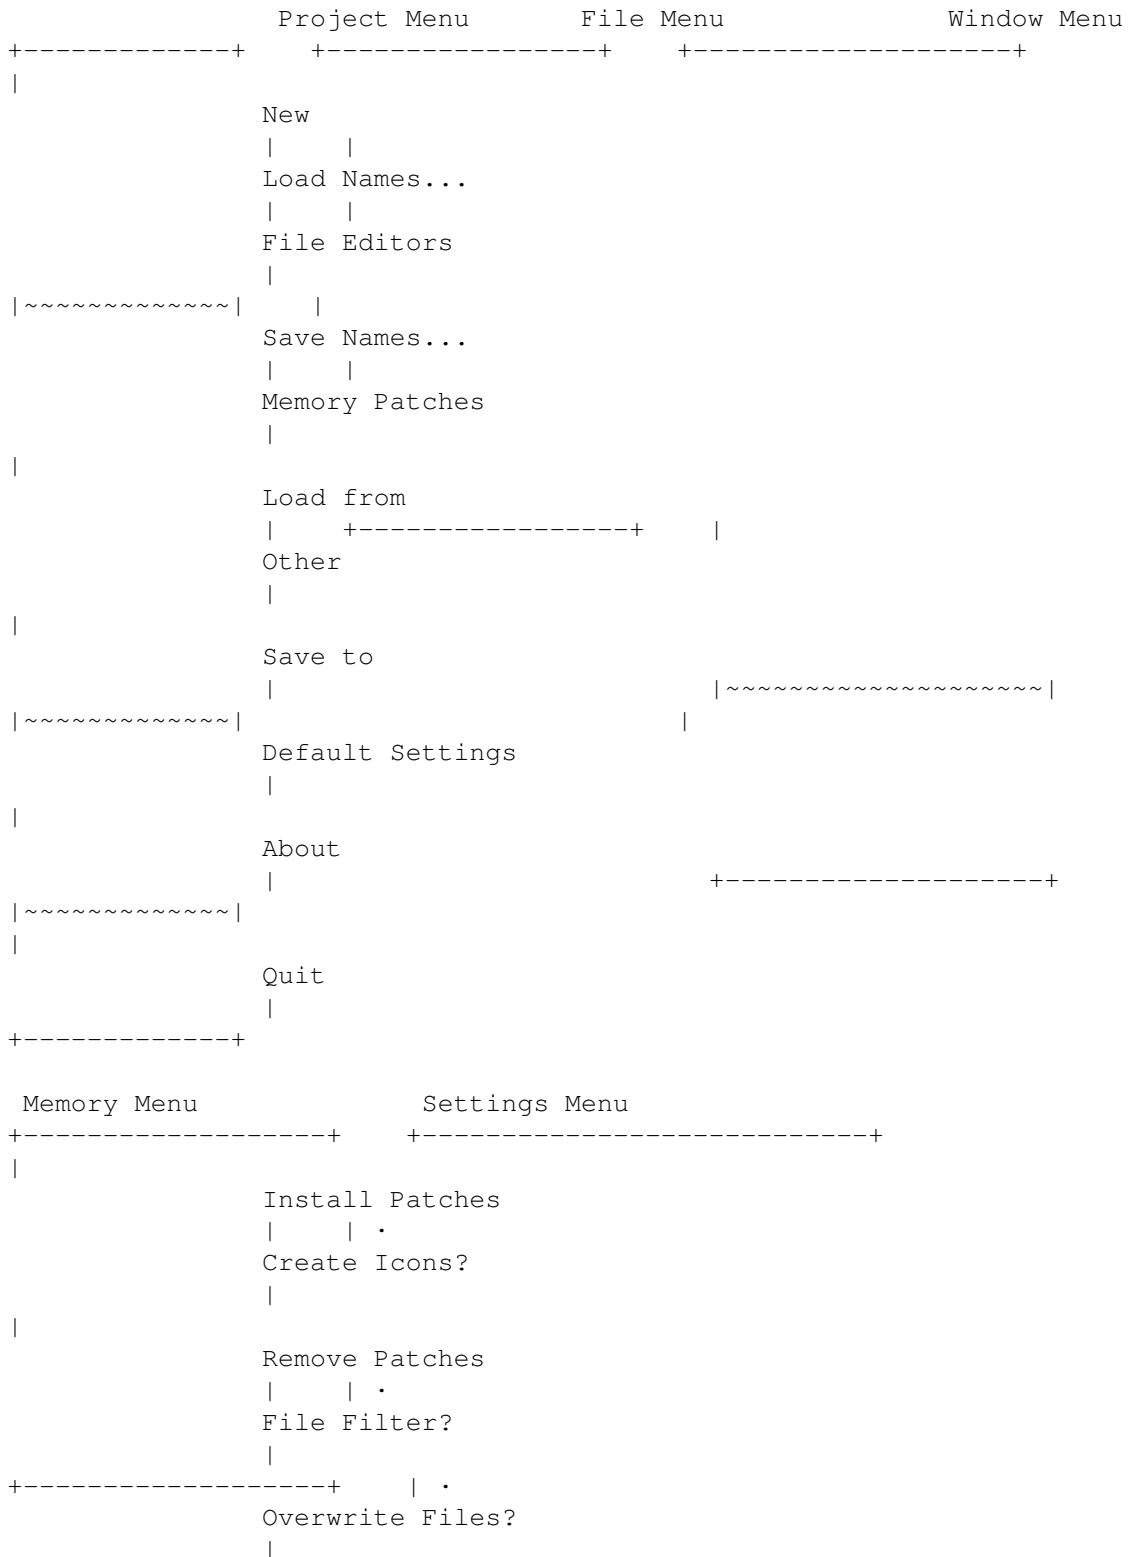 Project Menu File Menu Window Menu
+-------------+ +-----------------+ +--------------------+
|
New
| |
Load Names...
| |
File Editors
|
|~~~~~~~~~~~~~| |
Save Names...
| |
Memory Patches
|
|
Load from
| +-----------------+ |
Other
|
|
Save to
| |~~~~~~~~~~~~~~~~~~~~|
|~~~~~~~~~~~~~| |
Default Settings
|
|
About
| +--------------------+
|~~~~~~~~~~~~~|
|
Quit
|
+-------------+
Memory Menu Settings Menu
+-------------------+ +----------------------------+
|
Install Patches
| | ·
Create Icons?
|
|
Remove Patches
| | ·
File Filter?
|
+-------------------+ | ·
Overwrite Files?
|